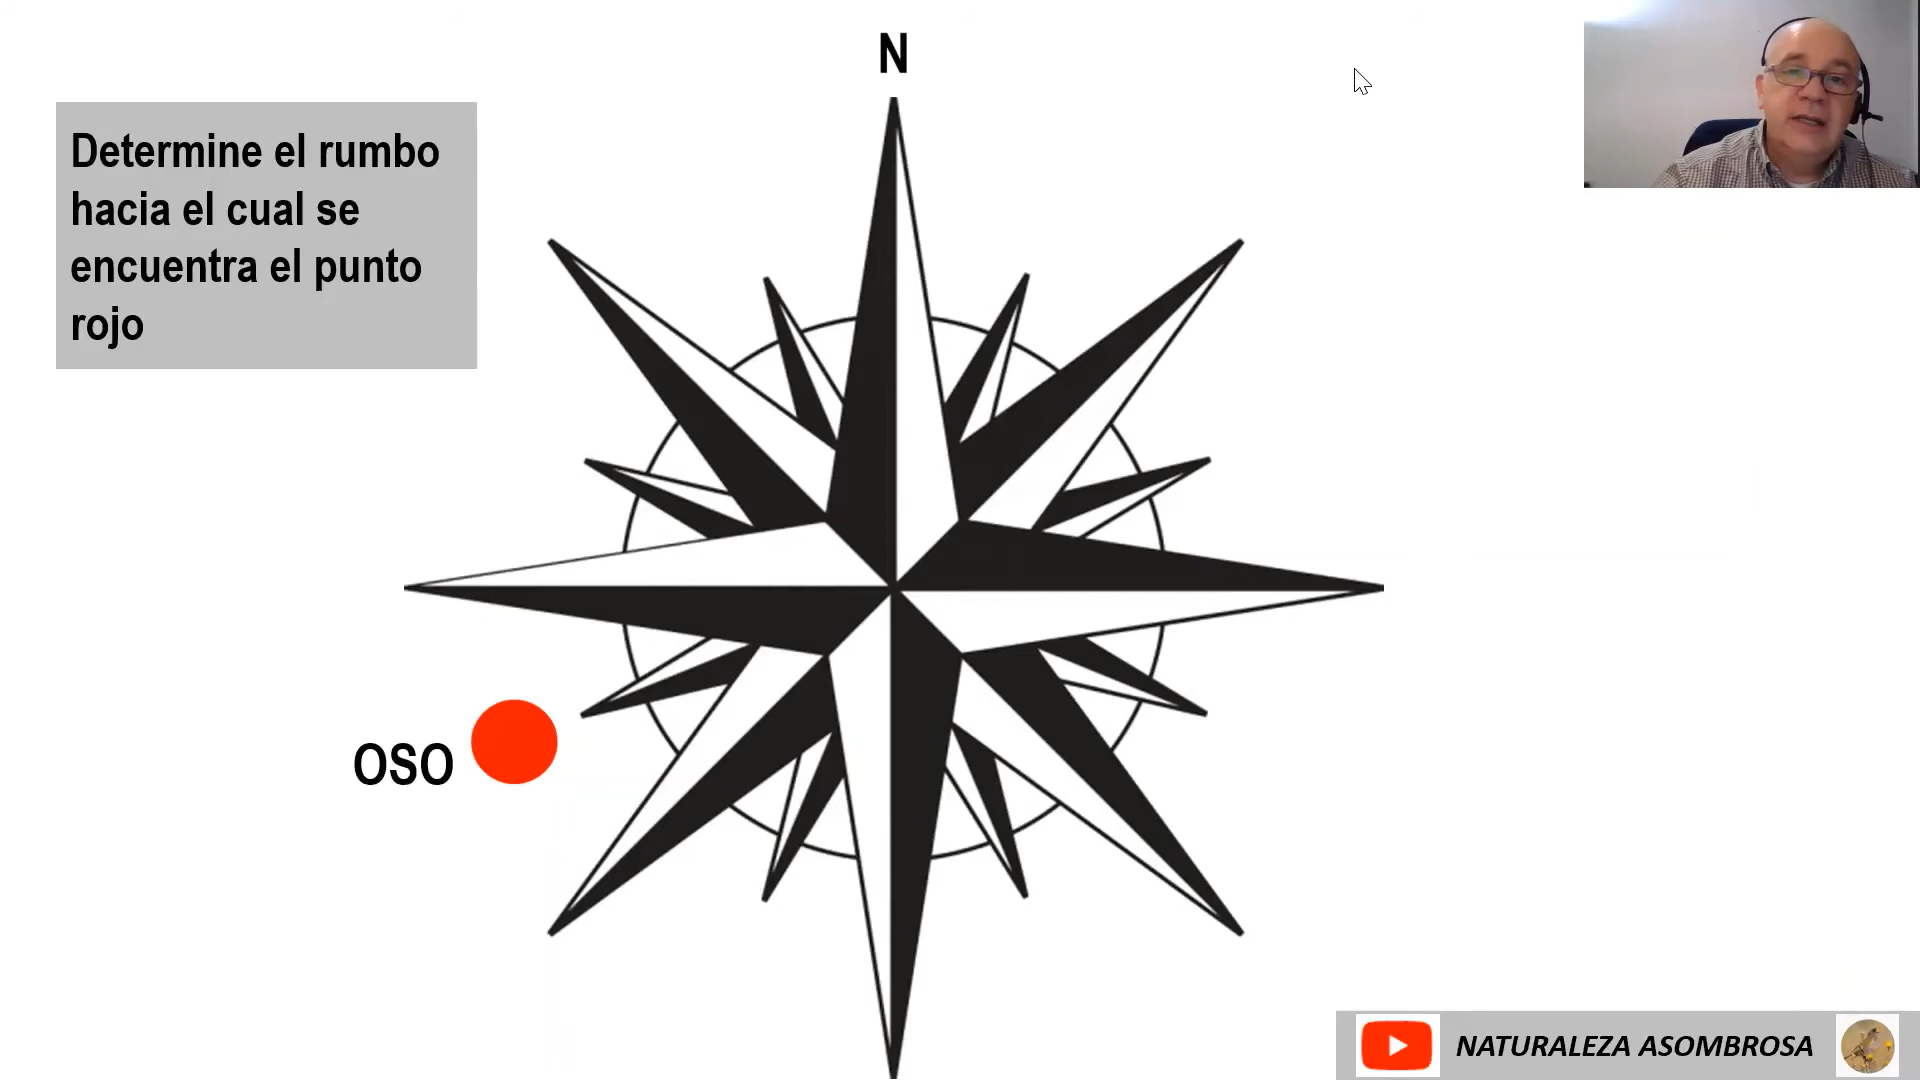 N
Determine el rumbo
hacia el cual se
encuentra el punto
rojo
OSO
NATURALEZA ASOMBROSA